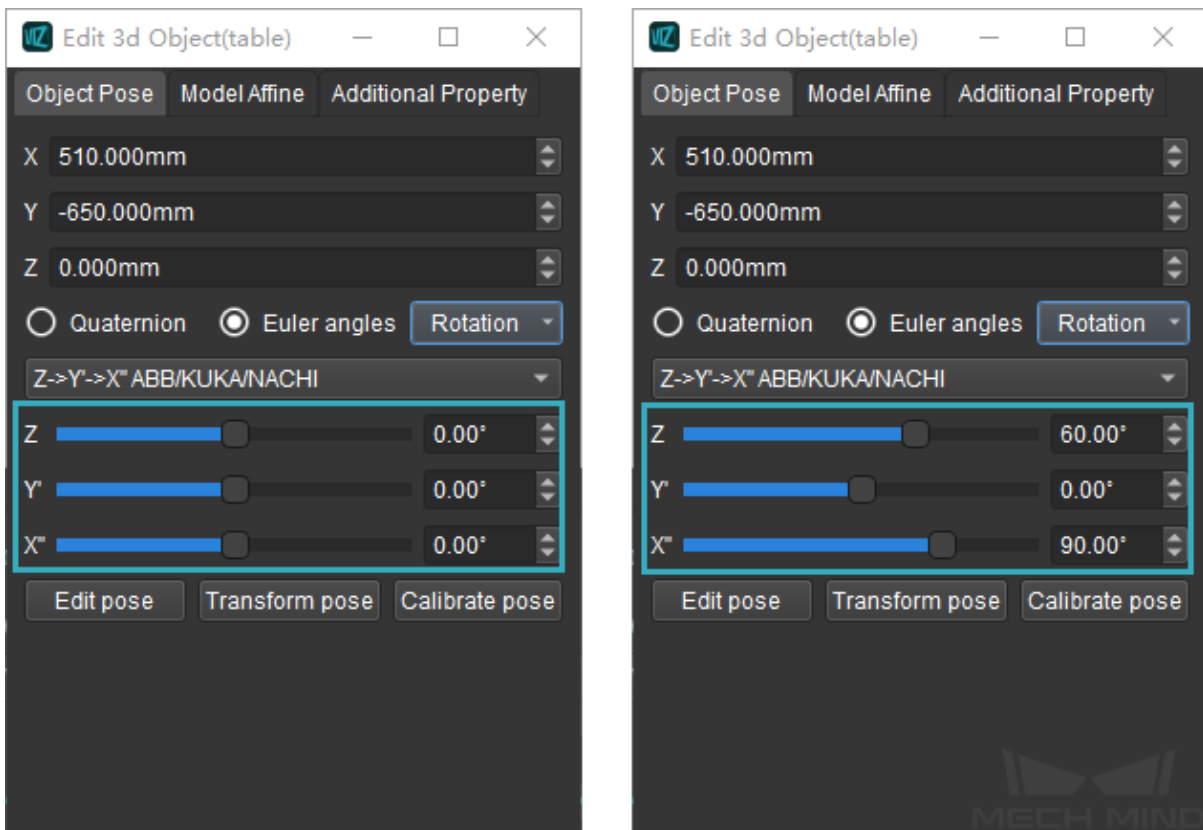 VIZ Edit 3d Object(table)
Object Pose Model Affine Additional Property
X 510.000mm
Y -650.000mm
Z 0.000mm
Quaternion Euler angles Rotation
Z->Y'->X" ABB/KUKA/NACHI
Z 0.00°
Y' 0.00°
X" 0.00°
Edit pose Transform pose Calibrate pose
VIZ Edit 3d Object(table)
Object Pose Model Affine Additional Property
X 510.000mm
Y -650.000mm
Z 0.000mm
Quaternion Euler angles Rotation
Z->Y'->X" ABB/KUKA/NACHI
Z 60.00°
Y' 0.00°
X" 90.00°
Edit pose Transform pose Calibrate pose
MECH MIND